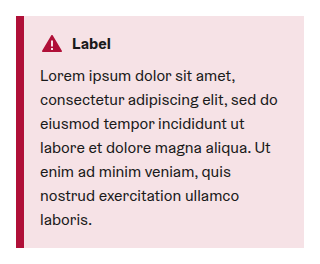 Label
Lorem ipsum dolor sit amet,
consectetur adipiscing elit, sed do
eiusmod tempor incididunt ut
labore et dolore magna aliqua. Ut
enim ad minim veniam, quis
nostrud exercitation ullamco
laboris.